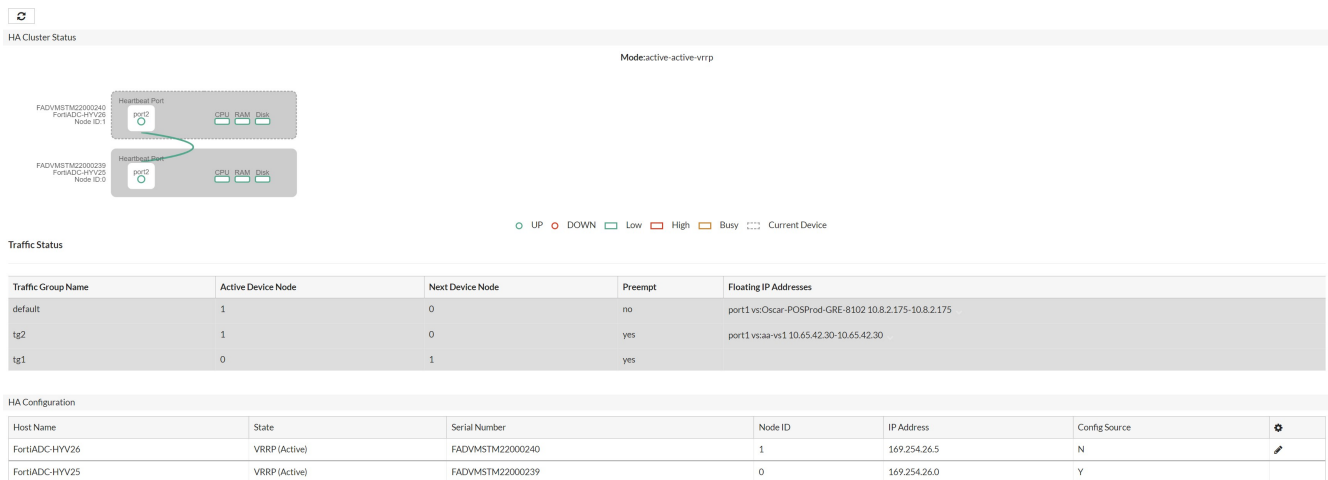 HA Cluster Status
Mode:active-active-vrrp
FADVMSTM22000240
FortiADC-HYV26
Node ID:1
Heartbeat Port
port2
CPU RAM Disk
FADVMSTM22000239
FortiADC-HYV25
Node ID:0
Heartbeat Port
port2
CPU RAM Disk
UP DOWN Low High Busy Current Device
Traffic Status
Traffic Group Name Active Device Node Next Device Node Preempt Floating IP Addresses
default 1 0 no port1 vs:Oscar-POSProd-GRE-8102 10.8.2.175-10.8.2.175
tg2 1 0 yes port1 vs:aa-vs1 10.65.42.30-10.65.42.30
tg1 0 1 yes
HA Configuration
Host Name State Serial Number Node ID IP Address Config Source
FortiADC-HYV26 VRRP (Active) FADVMSTM22000240 1 169.254.26.5 N
FortiADC-HYV25 VRRP (Active) FADVMSTM22000239 0 169.254.26.0 Y